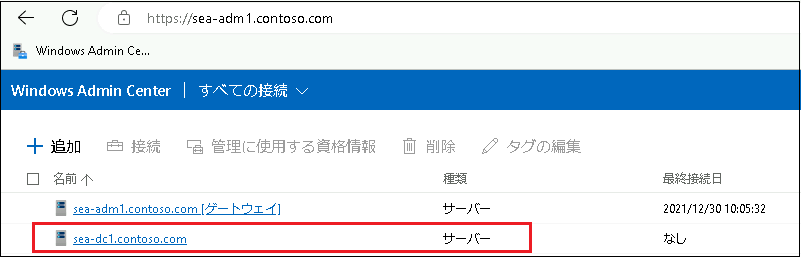 https://sea-adm1.contoso.com
Windows Admin Ce...
Windows Admin Center すべての接続
追加 接続 管理に使用する資格情報 削除 タグの編集
名前 種類 最終接続日
sea-adm1.contoso.com [ゲートウェイ] サーバー 2021/12/30 10:05:32
sea-dc1.contoso.com サーバー なし